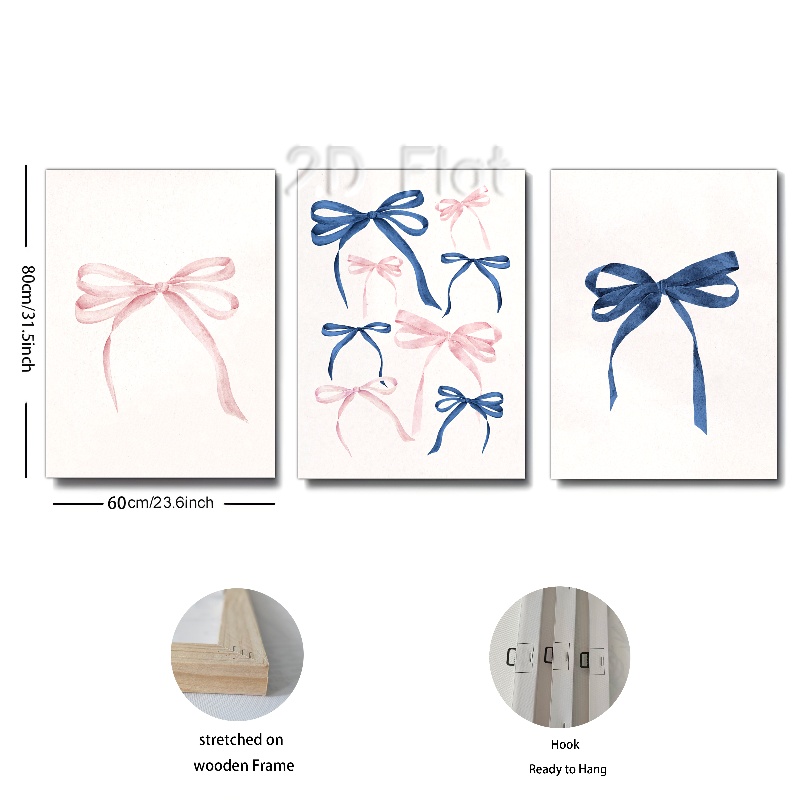 2D Flat
80cm/31.5inch
60cm/23.6inch
stretched on
wooden Frame
Hook
Ready to Hang